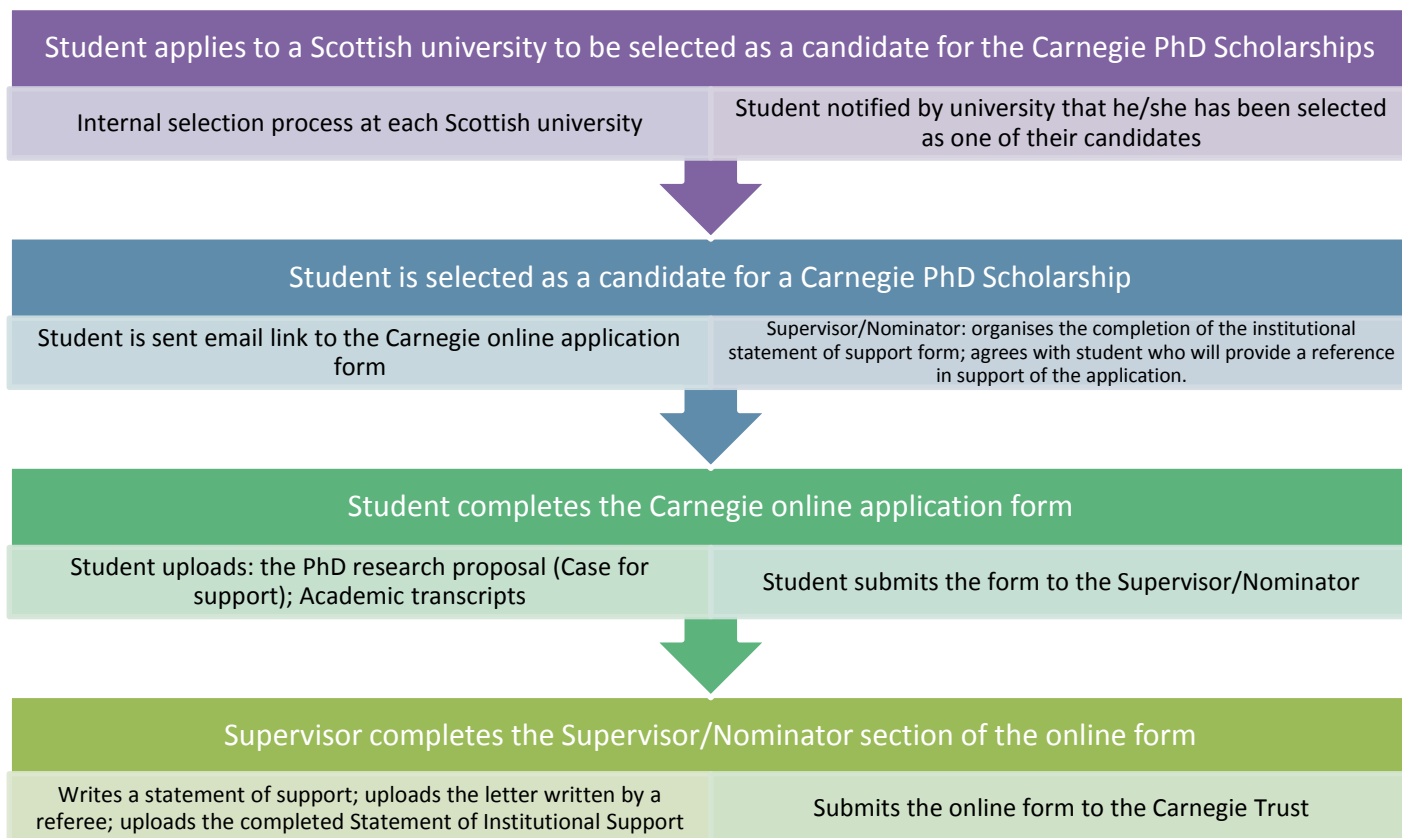 Student applies to a Scottish university to be selected as a candidate for the Carnegie PhD Scholarships
Internal selection process at each Scottish university
Student notified by university that he/she has been selected
as one of their candidates
Student is selected as a candidate for a Carnegie PhD Scholarship
Student is sent email link to the Carnegie online application
form
Supervisor/Nominator: organises the completion of the institutional
statement of support form; agrees with student who will provide a reference
in support of the application.
Student completes the Carnegie online application form
Student uploads: the PhD research proposal (Case for
support); Academic transcripts
Student submits the form to the Supervisor/Nominator
Supervisor completes the Supervisor/Nominator section of the online form
Writes a statement of support; uploads the letter written by a
referee; uploads the completed Statement of Institutional Support
Submits the online form to the Carnegie Trust